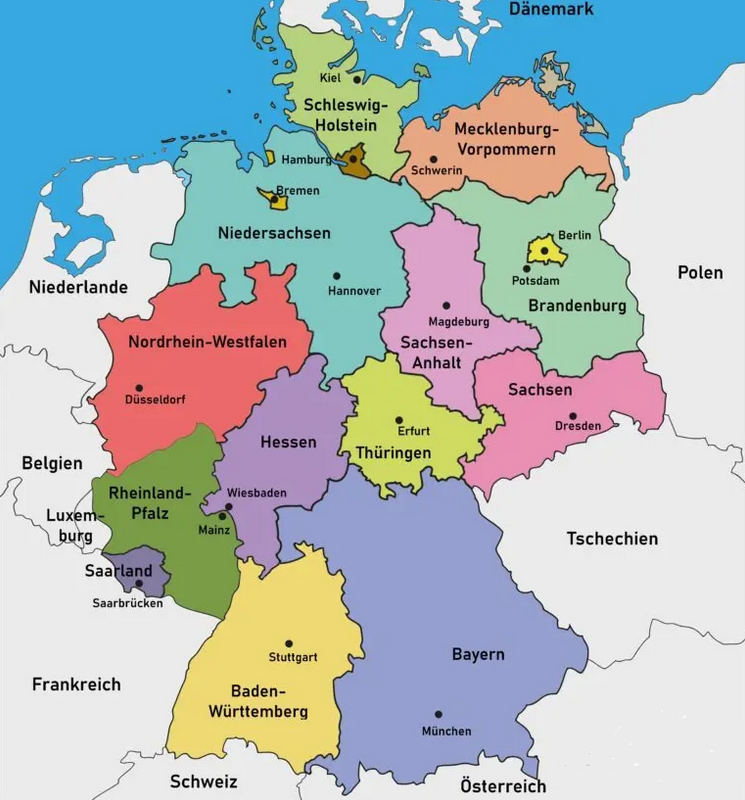 Dänemark
Kiel
Schleswig-
Holstein
Mecklenburg-
Vorpommern
Hamburg
Schwerin
Bremen
Niedersachsen
Berlin
Potsdam
Polen
Niederlande
Hannover
Brandenburg
Magdeburg
Nordrhein-Westfalen
Sachsen-
Anhalt
Düsseldorf
Sachsen
Dresden
Erfurt
Hessen
Thüringen
Belgien
Rheinland-
Pfalz
Wiesbaden
Luxem-
burg
Mainz
Tschechien
Saarland
Saarbrücken
Stuttgart
Bayern
Frankreich
Baden-
Württemberg
München
Schweiz
Österreich